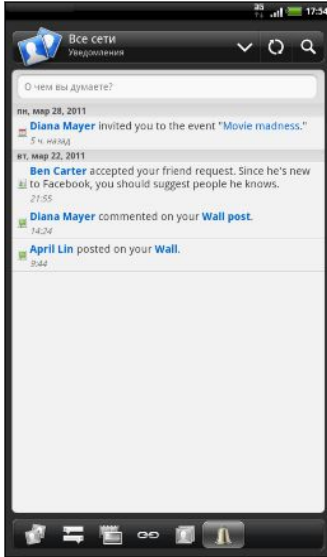 3G 17:34
Все сети
Уведомления
О чем вы думаете?
пн, мар 28, 2011
Diana Mayer invited you to the event "Movie madness."
5 ч. назад
вт, мар 22, 2011
Ben Carter accepted your friend request. Since he's new
to Facebook, you should suggest people he knows.
21:55
Diana Mayer commented on your Wall post.
14:24
April Lin posted on your Wall.
9:44